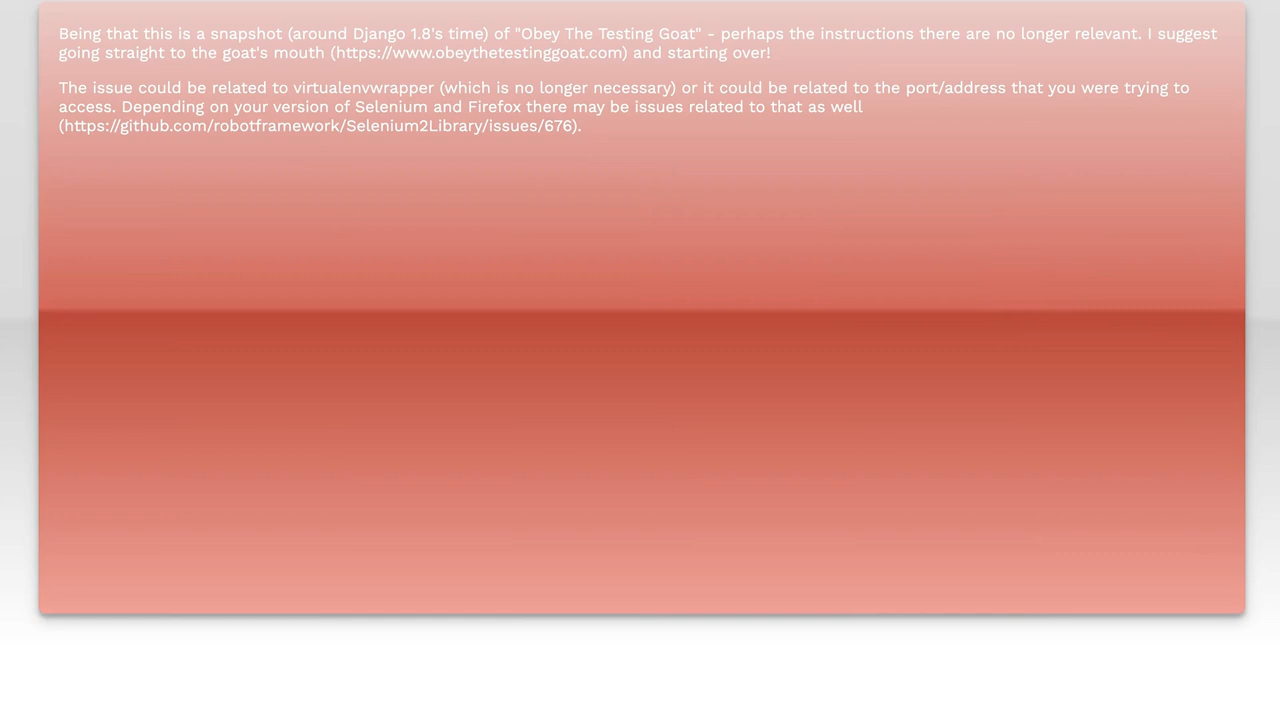 Being that this is a snapshot (around Django 1.8's time) of "Obey The Testing Goat" - perhaps the instructions there are no longer relevant. I suggest
going straight to the goat's mouth (https://www.obeythetestinggoat.com) and starting over!
The issue could be related to virtualenvwrapper (which is no longer necessary) or it could be related to the port/address that you were trying to
access. Depending on your version of Selenium and Firefox there may be issues related to that as well
(https://github.com/robotframework/Selenium2Library/issues/676).